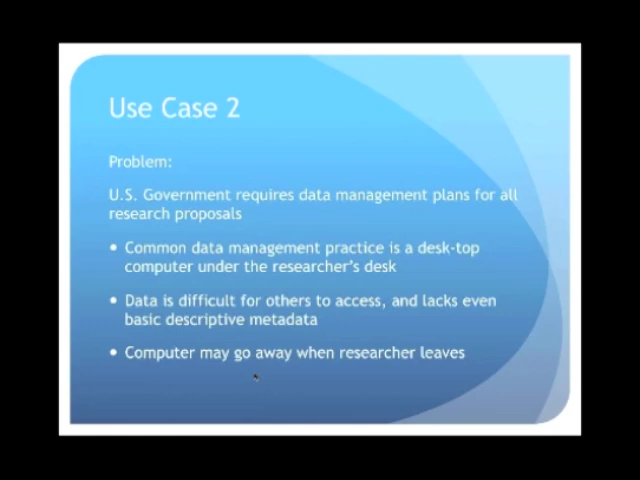 Use Case 2
Problem:
U.S. Government requires data management plans for all
research proposals
• Common data management practice is a desk-top
computer under the researcher's desk
• Data is difficult for others to access, and lacks even
basic descriptive metadata
• Computer may go away when researcher leaves